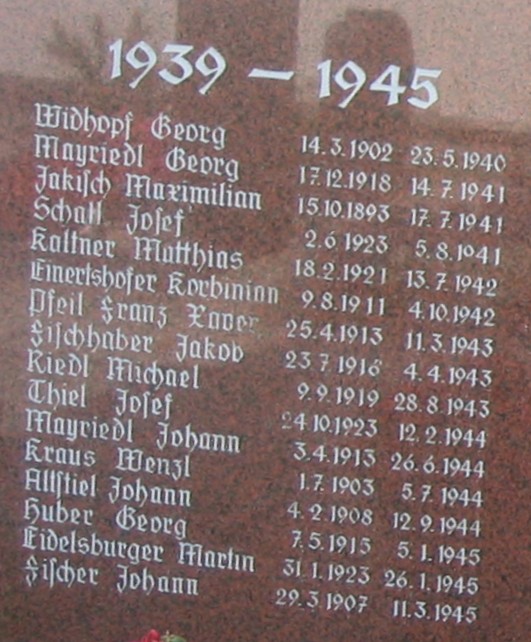 1939 – 1945
Widhopf Georg 14.3.1902 23.5.1940
Mayriedl Georg 17.12.1918 14.7.1941
Jakisch Maximilian 15.10.1893 17.7.1941
Josef 2.6.1923 5.8.1941
Kaltner Matthias 18.2.1921 13.7.1942
Einertshofer Korbinian 9.8.1911 4.10.1942
Pfeil Franz Xaver 25.4.1913 11.3.1943
Fischhaber Jakob 23.7.1916 4.4.1943
Riedl Michael 9.9.1919 28.8.1943
Thiel Josef 24.10.1923 12.2.1944
Mayriedl Johann 3.4.1913 26.6.1944
Kraus Wenzl 1.7.1903 5.7.1944
Altstiel Johann 4.2.1908 12.9.1944
Huber Georg 7.5.1915 5.1.1945
Eidelsburger Martin 31.1.1923 26.1.1945
Fischer Johann 29.3.1907 11.3.1945